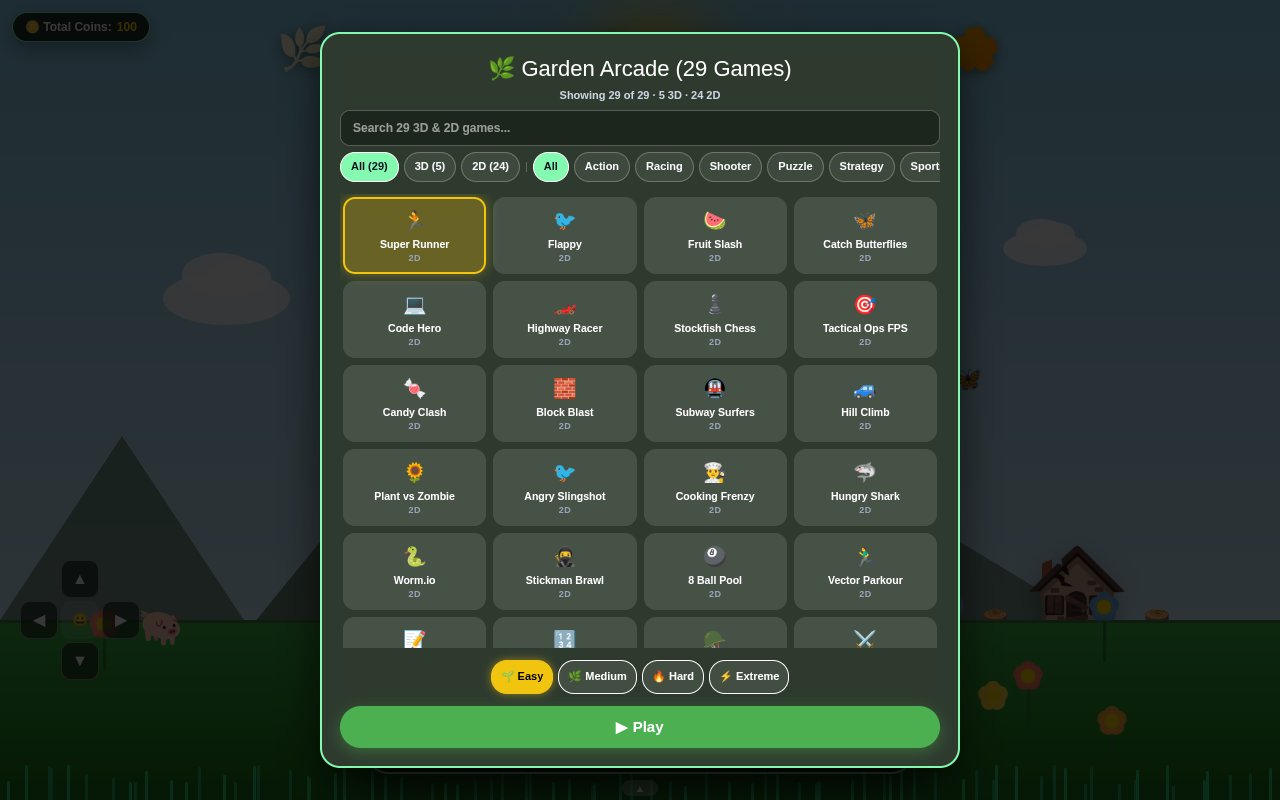 Total Coins: 100
🌿 Garden Arcade (29 Games)
Showing 29 of 29 · 5 3D · 24 2D
Search 29 3D & 2D games...
All (29) 3D (5) 2D (24) | All Action Racing Shooter Puzzle Strategy Sport
Super Runner Flappy Fruit Slash Catch Butterflies
2D 2D 2D 2D
Code Hero Highway Racer Stockfish Chess Tactical Ops FPS
2D 2D 2D 2D
Candy Clash Block Blast Subway Surfers Hill Climb
2D 2D 2D 2D
Plant vs Zombie Angry Slingshot Cooking Frenzy Hungry Shark
2D 2D 2D 2D
Worm.io Stickman Brawl 8 Ball Pool Vector Parkour
2D 2D 2D 2D
🌱 Easy 🌿 Medium 🔥 Hard ⚡ Extreme
▶ Play